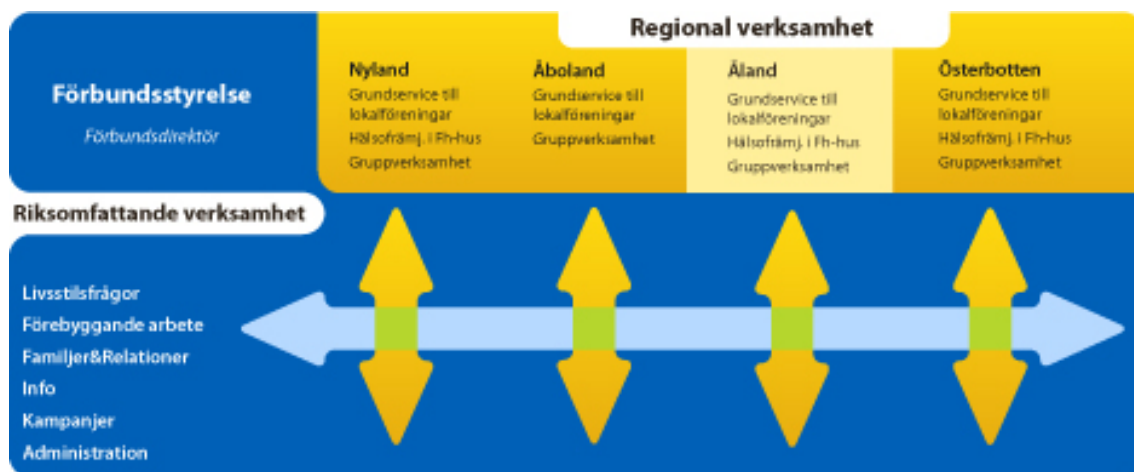 Regional verksamhet
Förbundsstyrelse
Förbundsdirektör
Nyland
Grundservice till
lokalföreningar
Hälsofrämj. i Fh-hus
Gruppverksamhet
Åboland
Grundservice till
lokalföreningar
Gruppverksamhet
Åland
Grundservice till
lokalföreningar
Hälsofrämj. i Fh-hus
Gruppverksamhet
Österbotten
Grundservice till
lokalföreningar
Hälsofrämj. i Fh-hus
Gruppverksamhet
Riksomfattande verksamhet
Livsstilsfrågor
Förebyggande arbete
Familjer&Relationer
Info
Kampanjer
Administration